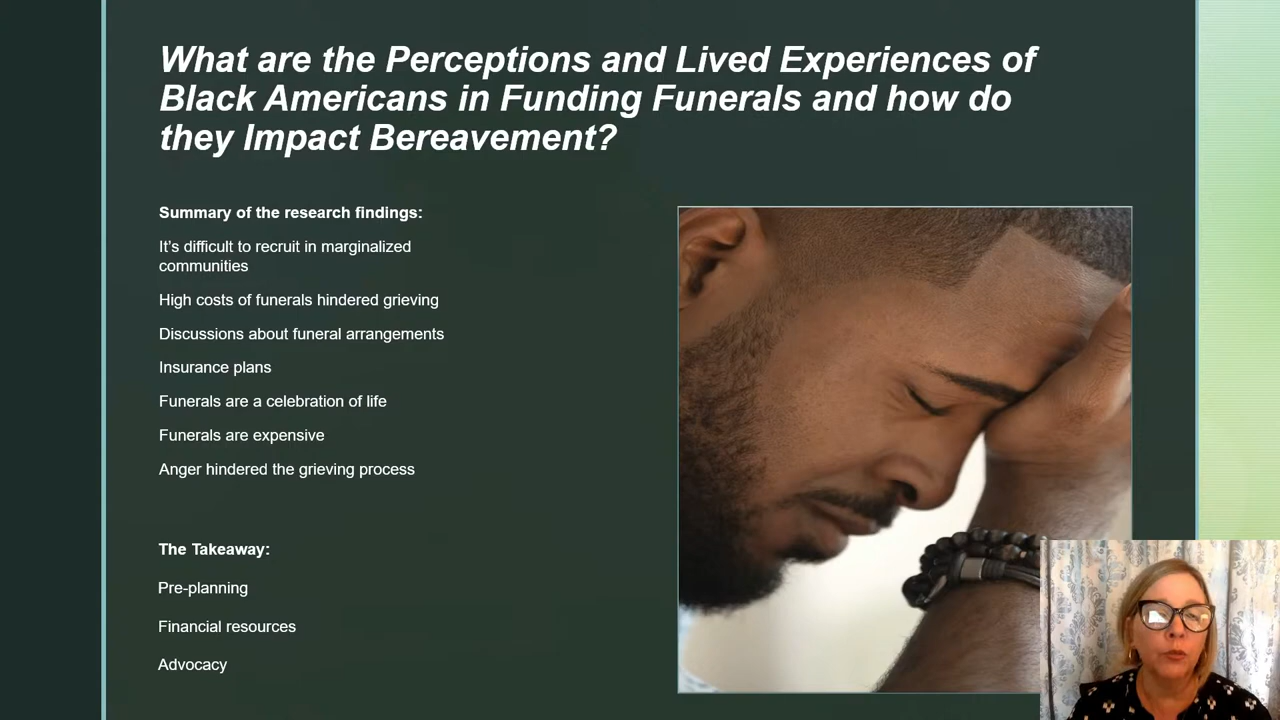 What are the Perceptions and Lived Experiences of
Black Americans in Funding Funerals and how do
they Impact Bereavement?
Summary of the research findings:
It's difficult to recruit in marginalized
communities
High costs of funerals hindered grieving
Discussions about funeral arrangements
Insurance plans
Funerals are a celebration of life
Funerals are expensive
Anger hindered the grieving process
The Takeaway:
Pre-planning
Financial resources
Advocacy